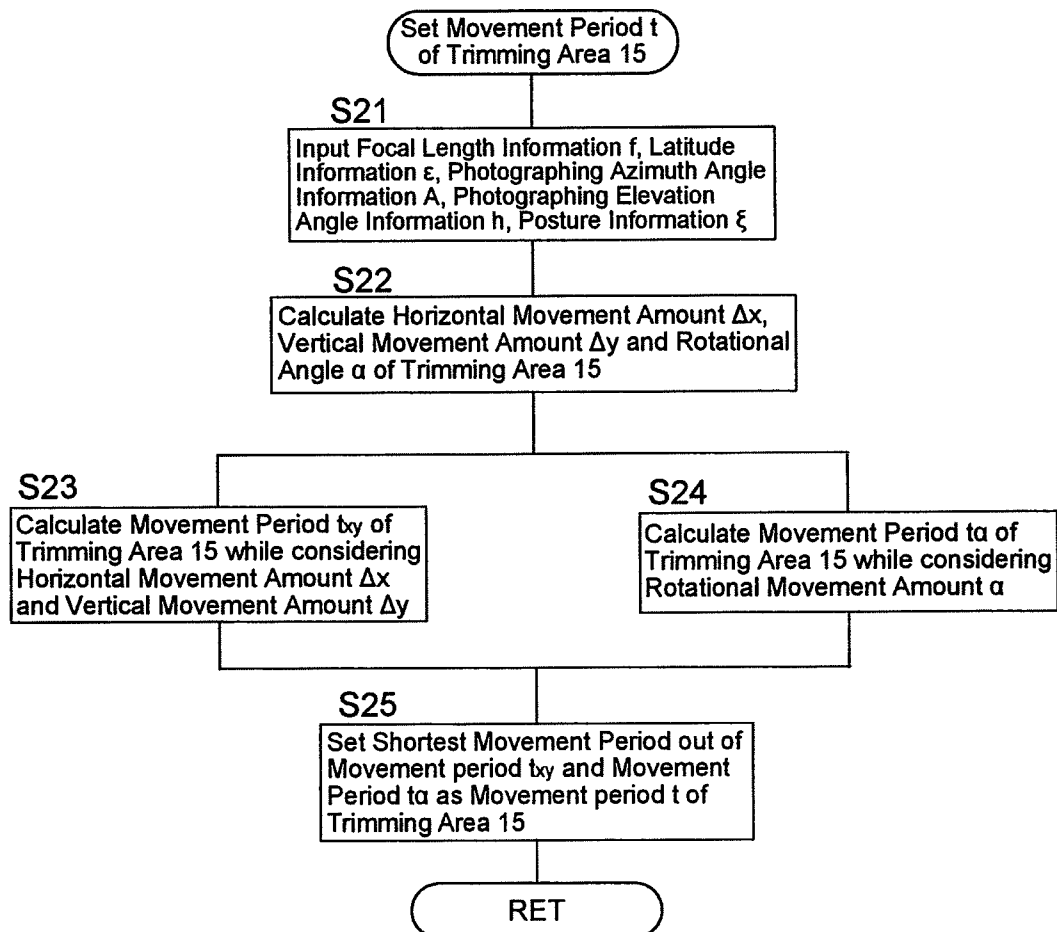 Set Movement Period t
of Trimming Area 15
S21
Input Focal Length Information f, Latitude
Information ε, Photographing Azimuth Angle
Information A, Photographing Elevation
Angle Information h, Posture Information ξ
S22
Calculate Horizontal Movement Amount Δx,
Vertical Movement Amount Δy and Rotational
Angle α of Trimming Area 15
S23
Calculate Movement Period txy of
Trimming Area 15 while considering
Horizontal Movement Amount Δx
and Vertical Movement Amount Δy
S24
Calculate Movement Period tα of
Trimming Area 15 while considering
Rotational Movement Amount α
S25
Set Shortest Movement Period out of
Movement period txy and Movement
Period tα as Movement period t of
Trimming Area 15
RET